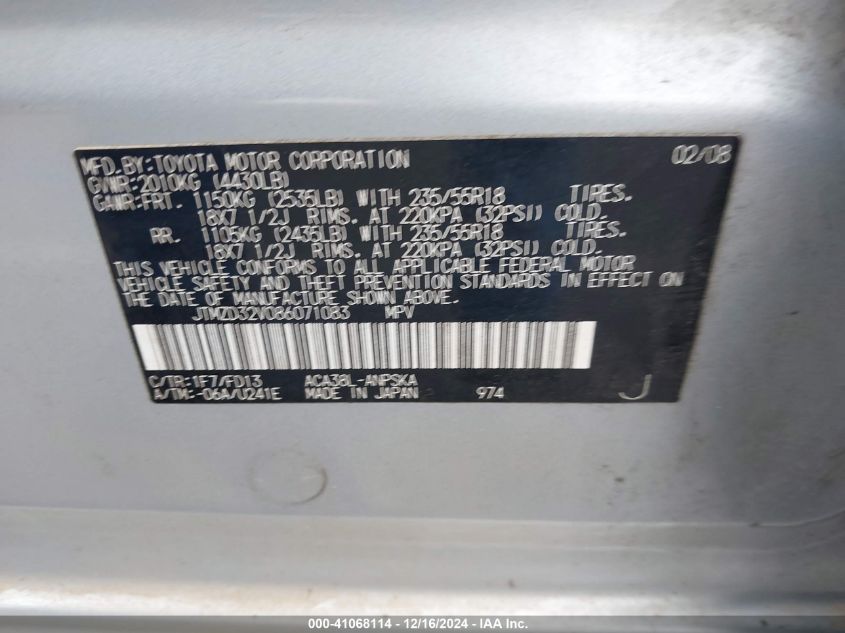 MFD. BY: TOYOTA MOTOR CORPORATION 02/08
GVWR: 2010KG (4430LB)
GAWR: FRT. 1150KG (2535LB) WITH 235/55R18 TIRES.
18X7 1/2J RIMS. AT 220KPA (32PSI) COLD.
RR. 1105KG (2435LB) WITH 235/55R18 TIRES.
18X7 1/2J RIMS. AT 220KPA (32PSI) COLD.
THIS VEHICLE CONFORMS TO ALL APPLICABLE FEDERAL MOTOR
VEHICLE SAFETY AND THEFT PREVENTION STANDARDS IN EFFECT ON
THE DATE OF MANUFACTURE SHOWN ABOVE.
JTMZD32V086071083 MPV
C/TR: 1F7/FD13 ACA38L-ANPSKA
A/TM: -06A/U241E MADE IN JAPAN 974 J
000-41068114 - 12/16/2024 - IAA Inc.